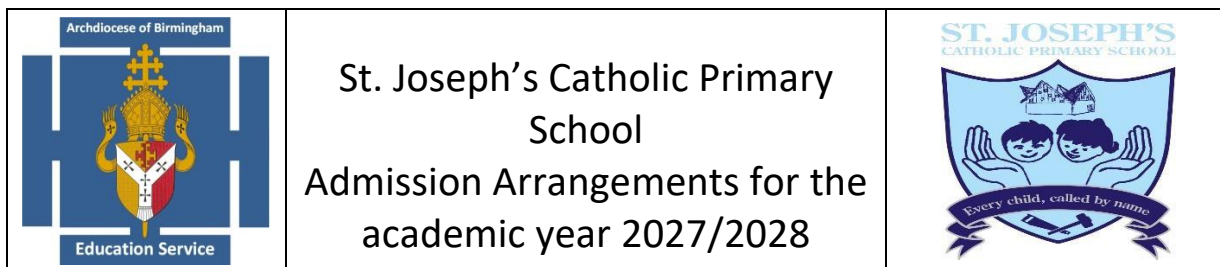 Archdiocese of Birmingham
Education Service
St. Joseph’s Catholic Primary
School
Admission Arrangements for the
academic year 2027/2028
ST. JOSEPH'S
CATHOLIC PRIMARY SCHOOL
Every child, called by name